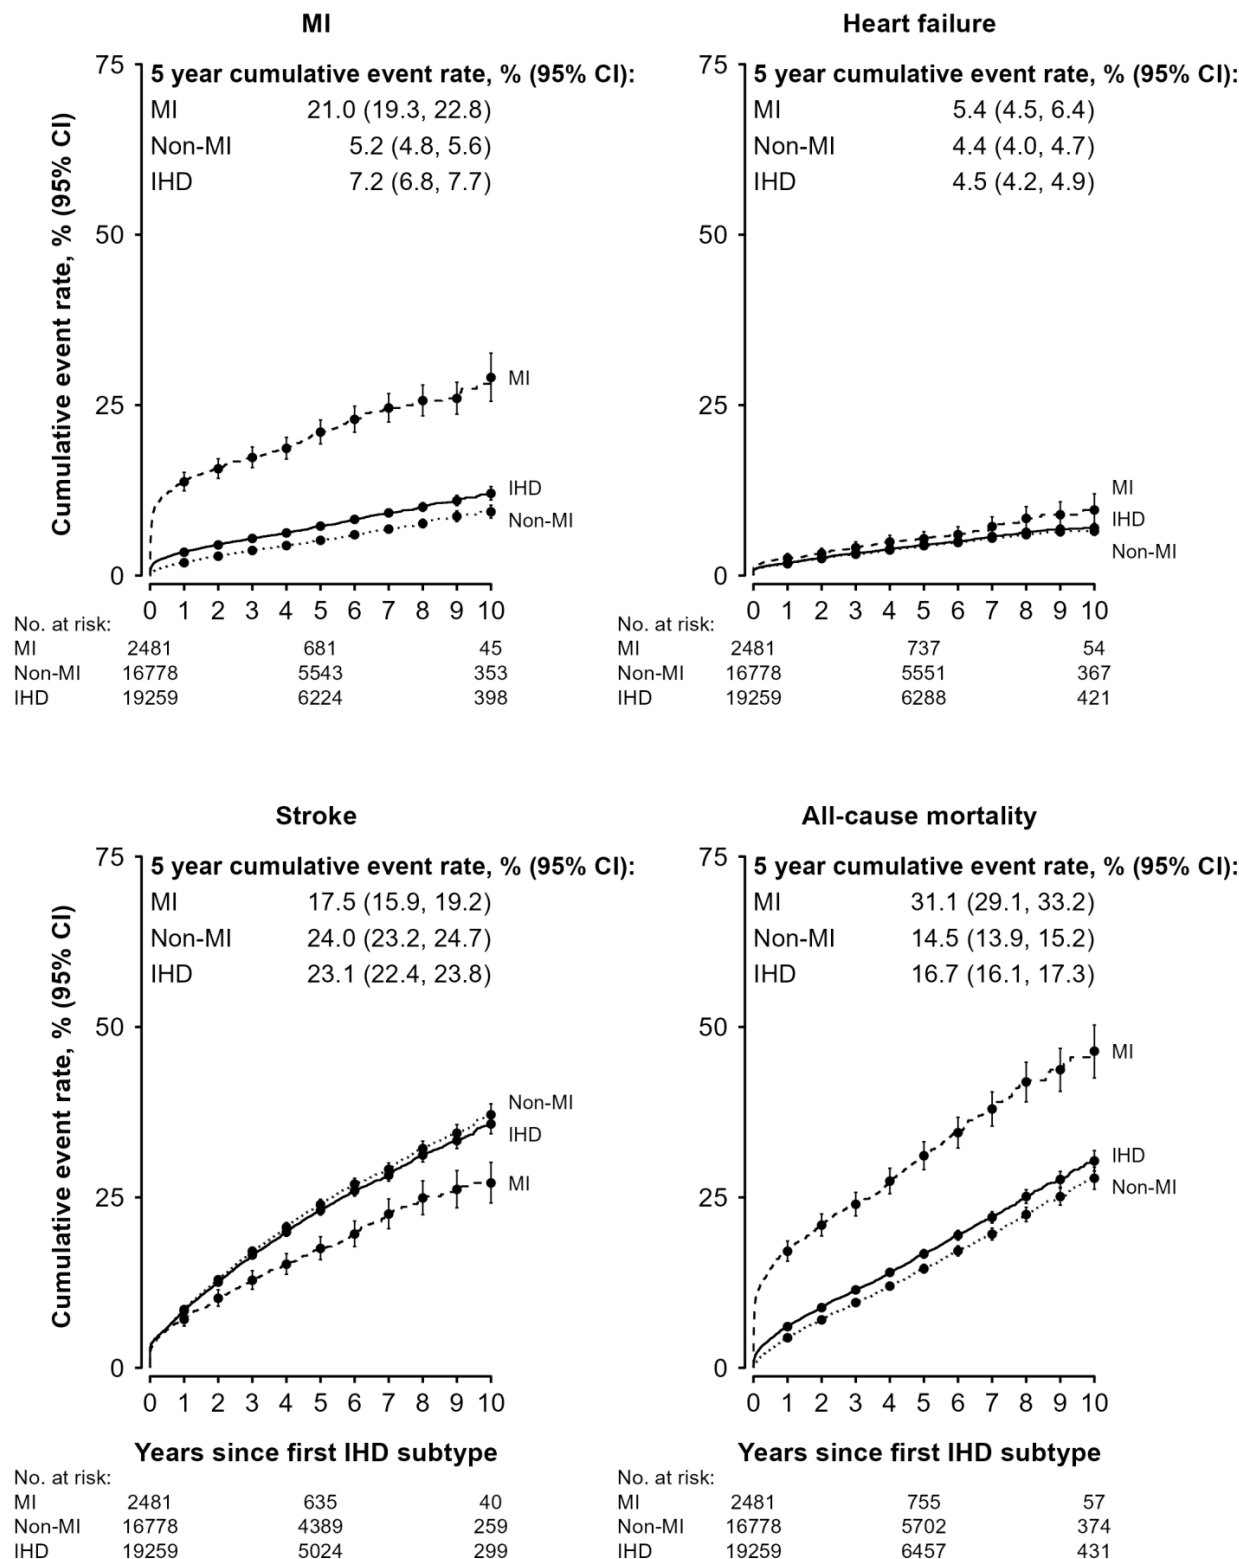 MI
Cumulative event rate, % (95% CI)
75
50
25
0
5 year cumulative event rate, % (95% CI):
MI 21.0 (19.3, 22.8)
Non-MI 5.2 (4.8, 5.6)
IHD 7.2 (6.8, 7.7)
MI
IHD
Non-MI
0 1 2 3 4 5 6 7 8 9 10
No. at risk:
MI 2481 681 45
Non-MI 16778 5543 353
IHD 19259 6224 398
Heart failure
75
50
25
0
5 year cumulative event rate, % (95% CI):
MI 5.4 (4.5, 6.4)
Non-MI 4.4 (4.0, 4.7)
IHD 4.5 (4.2, 4.9)
MI
IHD
Non-MI
0 1 2 3 4 5 6 7 8 9 10
No. at risk:
MI 2481 737 54
Non-MI 16778 5551 367
IHD 19259 6288 421
Stroke
Cumulative event rate, % (95% CI)
75
50
25
0
5 year cumulative event rate, % (95% CI):
MI 17.5 (15.9, 19.2)
Non-MI 24.0 (23.2, 24.7)
IHD 23.1 (22.4, 23.8)
Non-MI
IHD
MI
0 1 2 3 4 5 6 7 8 9 10
Years since first IHD subtype
No. at risk:
MI 2481 635 40
Non-MI 16778 4389 259
IHD 19259 5024 299
All-cause mortality
75
50
25
0
5 year cumulative event rate, % (95% CI):
MI 31.1 (29.1, 33.2)
Non-MI 14.5 (13.9, 15.2)
IHD 16.7 (16.1, 17.3)
MI
IHD
Non-MI
0 1 2 3 4 5 6 7 8 9 10
Years since first IHD subtype
No. at risk:
MI 2481 755 57
Non-MI 16778 5702 374
IHD 19259 6457 431